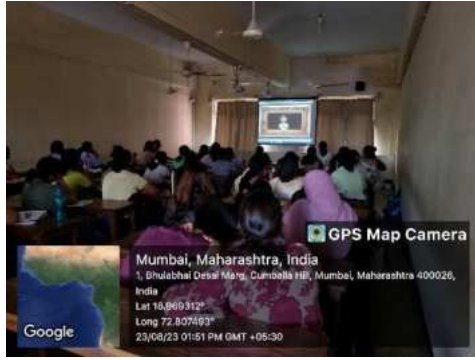 GPS Map Camera
Mumbai, Maharashtra, India
1, Bhulabhai Desai Marg, Cumballa Hill, Mumbai, Maharashtra 400026,
India
Lat 18.969312°
Long 72.807493°
23/08/23 01:51 PM GMT +05:30
Google